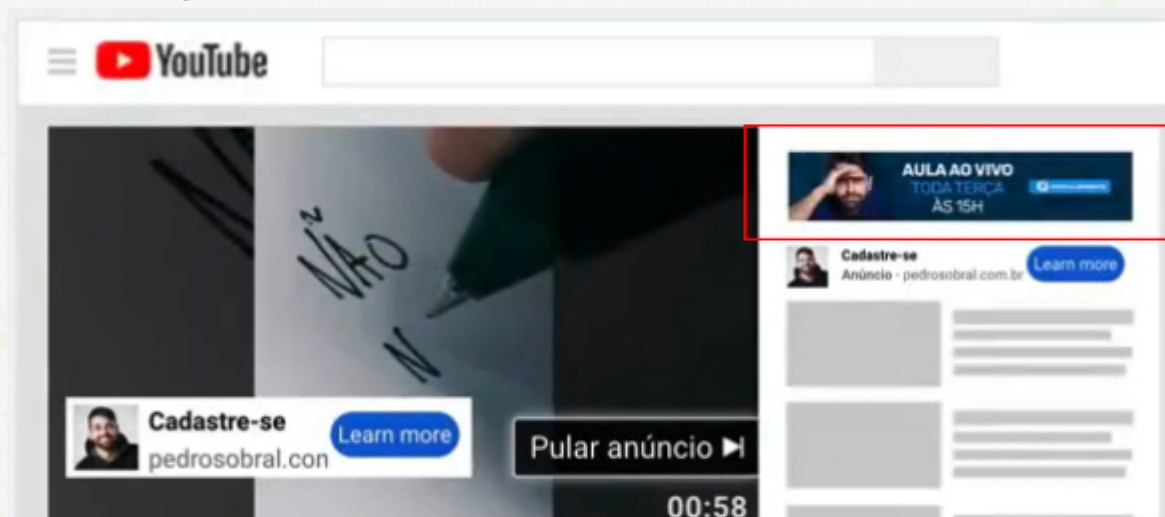 YouTube
AULA AO VIVO
TODA TERÇA
ÀS 15H
Cadastre-se
Anúncio - pedrosobral.com.br
Learn more
NÃO
N
Cadastre-se
pedrosobral.con
Learn more
Pular anúncio
00:58